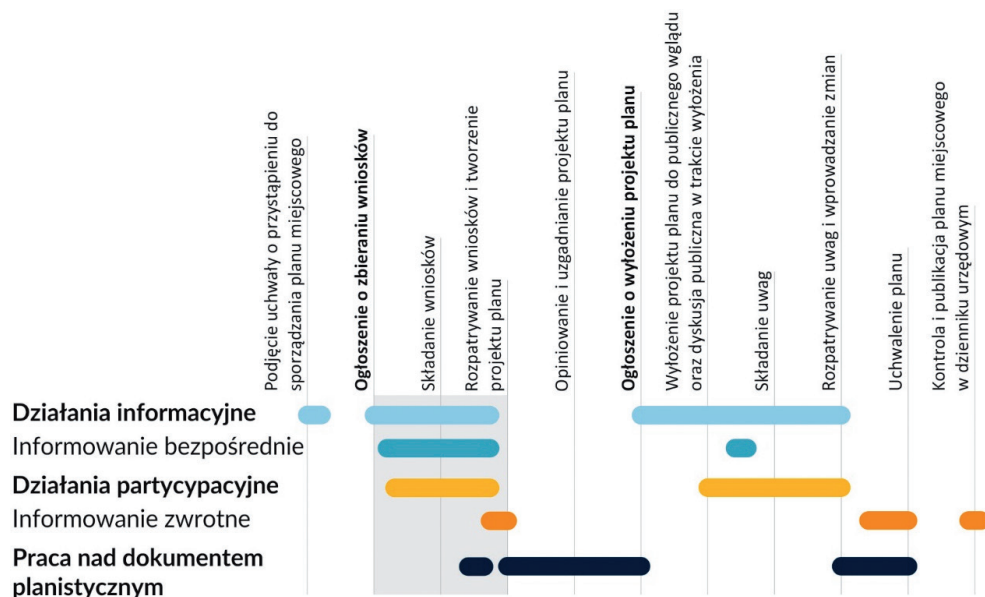 Podjęcie uchwały o przystąpieniu do
sporządzania planu miejscowego
Ogłoszenie o zbieraniu wniosków
Składanie wniosków
Rozpatrywanie wniosków i tworzenie
projektu planu
Opiniowanie i uzgadnianie projektu planu
Ogłoszenie o wyłożeniu projektu planu
Wyłożenie projektu planu do publicznego wglądu
oraz dyskusja publiczna w trakcie wyłożenia
Składanie uwag
Rozpatrywanie uwag i wprowadzanie zmian
Uchwalenie planu
Kontrola i publikacja planu miejscowego
w dzienniku urzędowym
Działania informacyjne
Informowanie bezpośrednie
Działania partycypacyjne
Informowanie zwrotne
Praca nad dokumentem
planistycznym